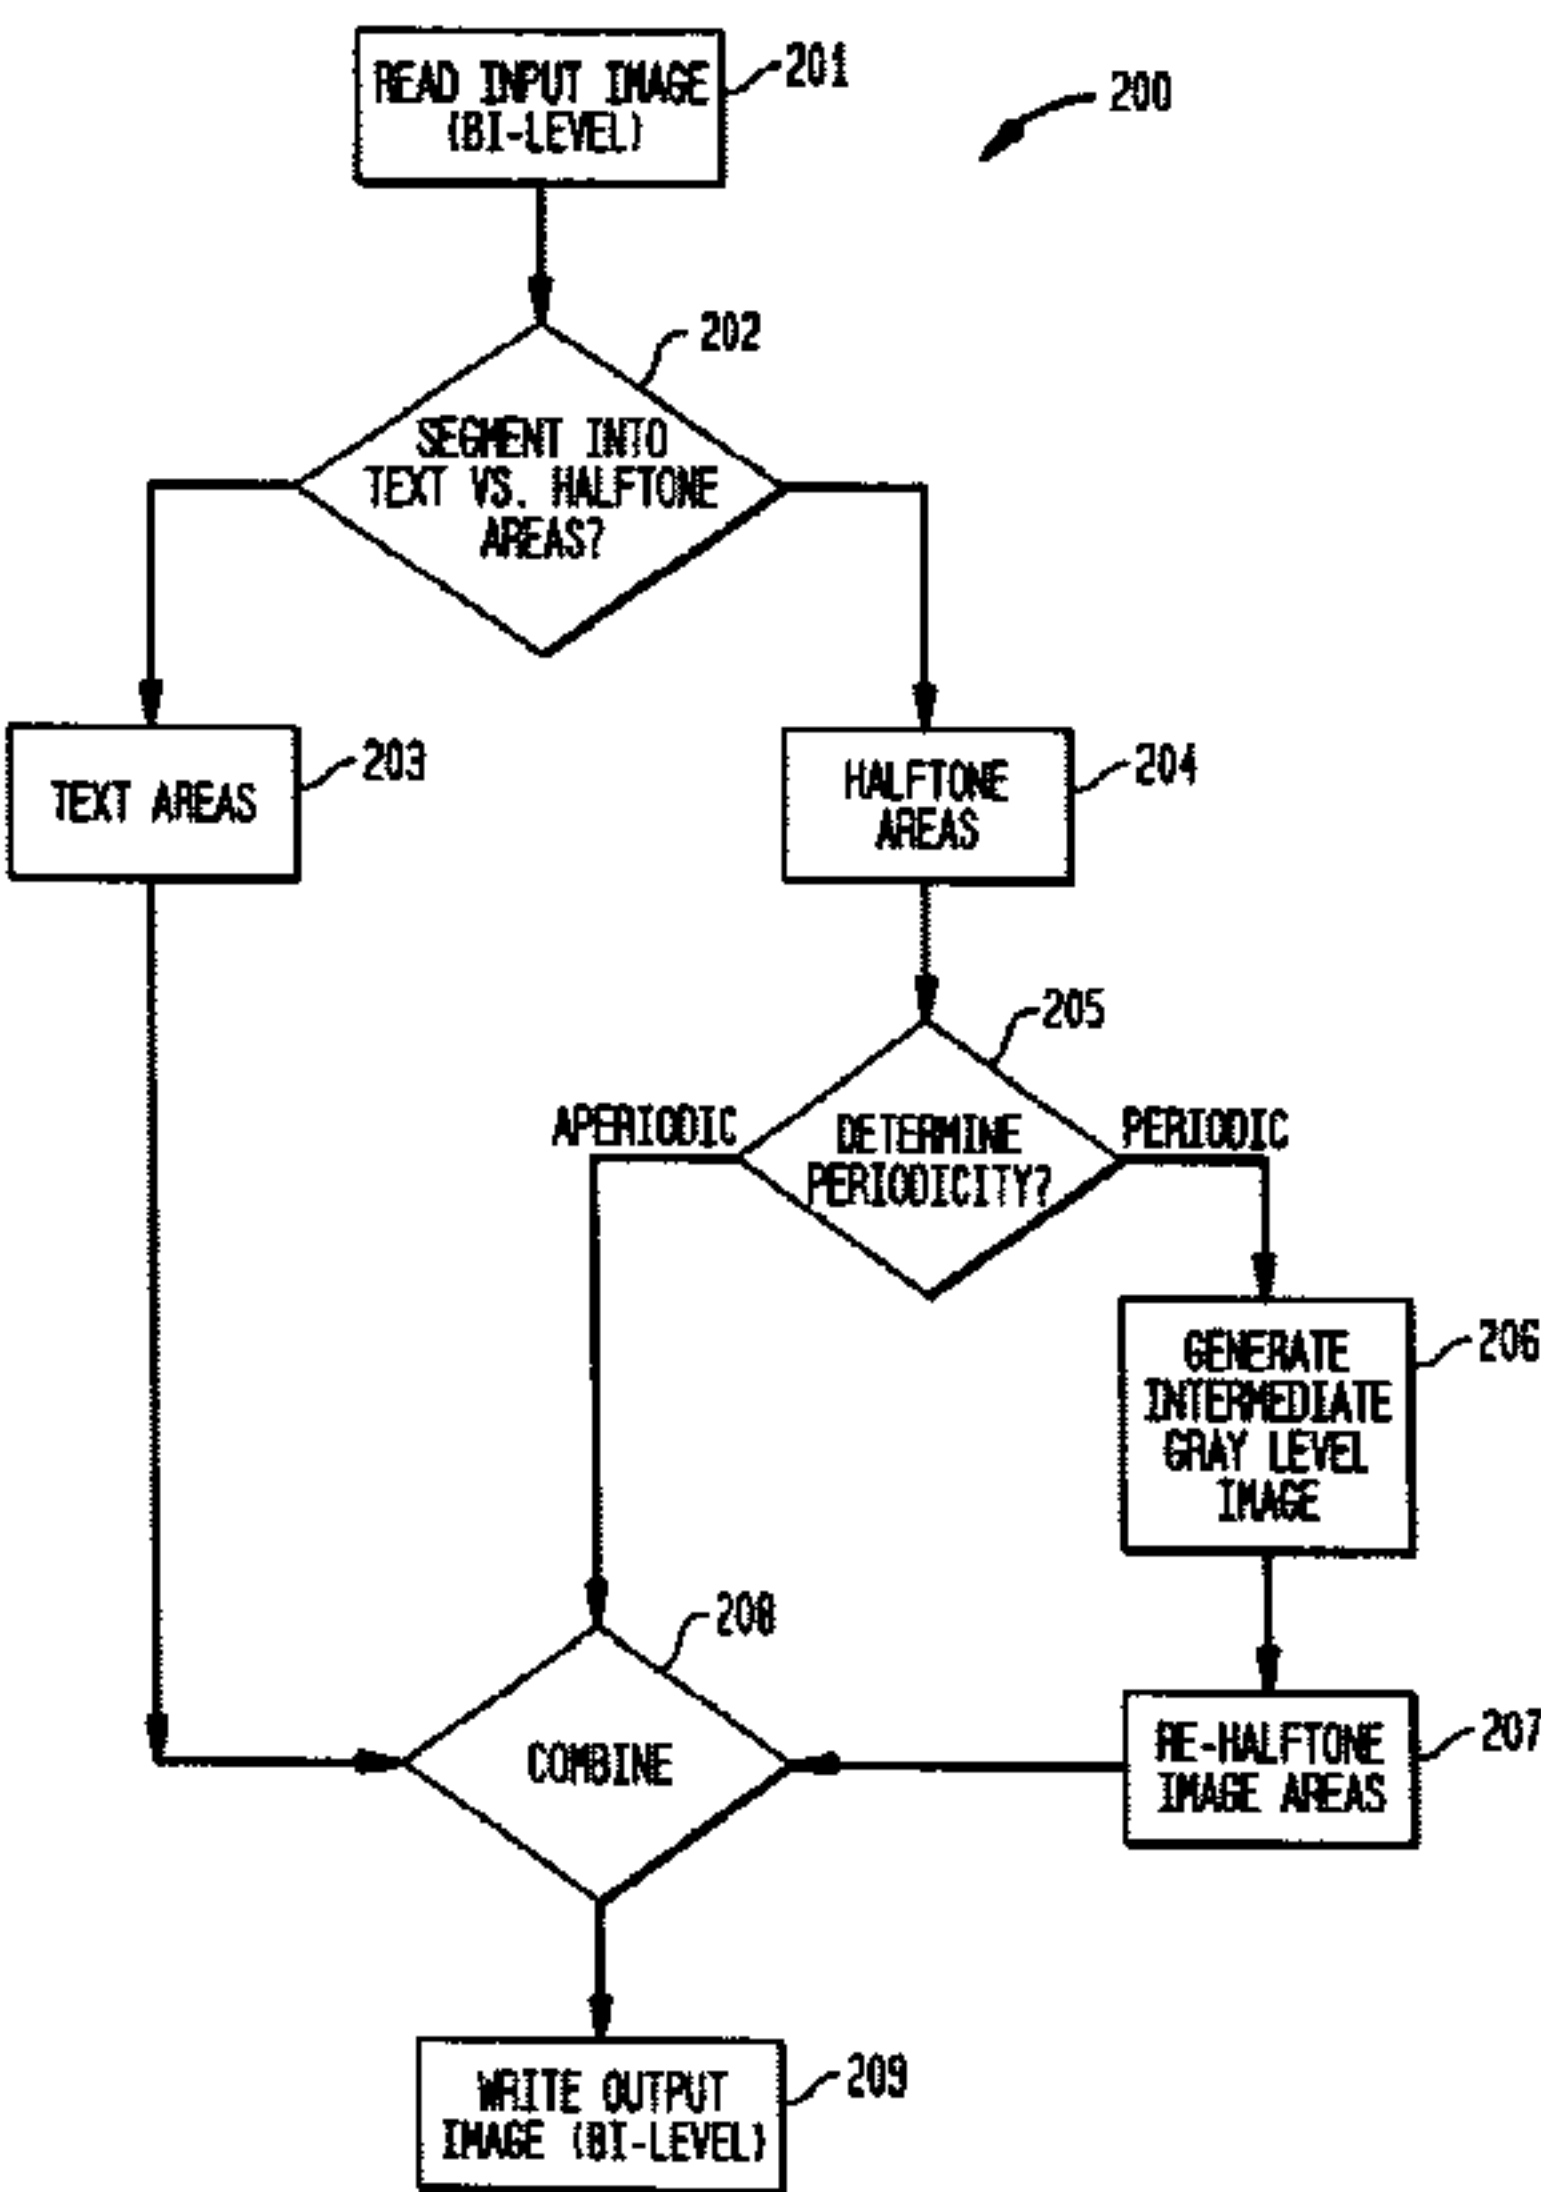 READ INPUT IMAGE
(BI-LEVEL)
201
200
202
SEGMENT INTO
TEXT VS. HALFTONE
AREAS?
203
TEXT AREAS
204
HALFTONE
AREAS
205
APERIODIC
DETERMINE
PERIODICITY?
PERIODIC
206
GENERATE
INTERMEDIATE
GRAY LEVEL
IMAGE
208
COMBINE
207
RE-HALFTONE
IMAGE AREAS
209
WRITE OUTPUT
IMAGE (BI-LEVEL)